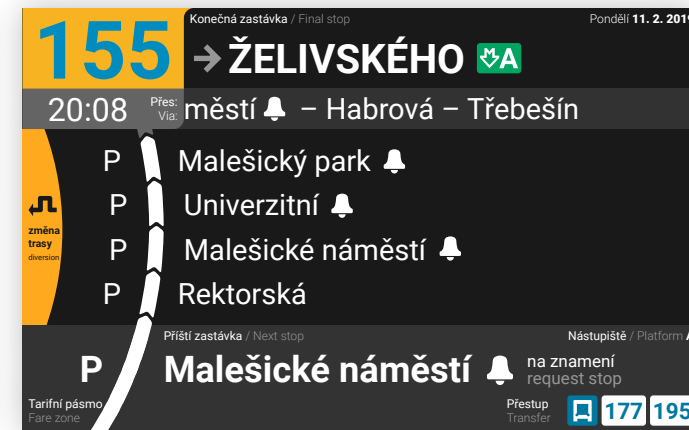 155
Konečná zastávka / Final stop
Pondělí 11. 2. 2019
→ ŽELIVSKÉHO A
20:08 Přes: Via: městí – Habrová – Třebešín
P Malešický park
P Univerzitní
P Malešické náměstí
P Rektorská
změna
trasy
diversion
Příští zastávka / Next stop
Nástupiště / Platform A
P Malešické náměstí
na znamení
request stop
Tarifní pásmo
Fare zone
Přestup
Transfer
177 195